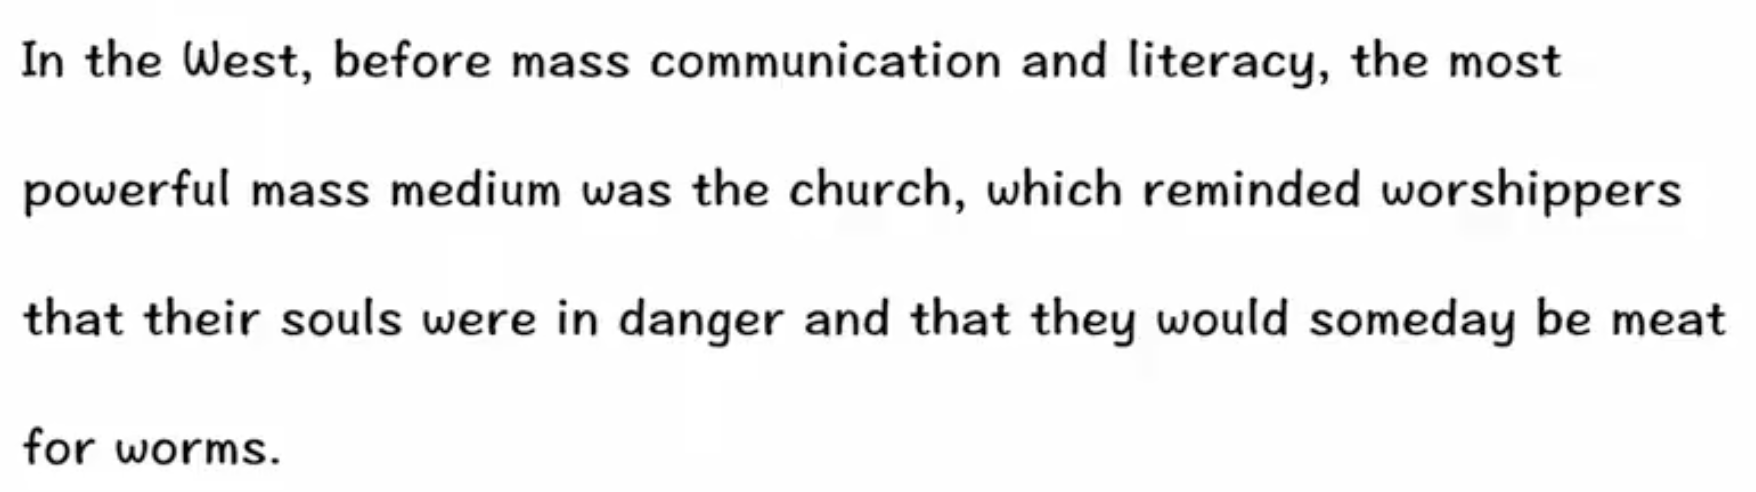 In the West, before mass communication and literacy, the most
powerful mass medium was the church, which reminded worshippers
that their souls were in danger and that they would someday be meat
for worms.